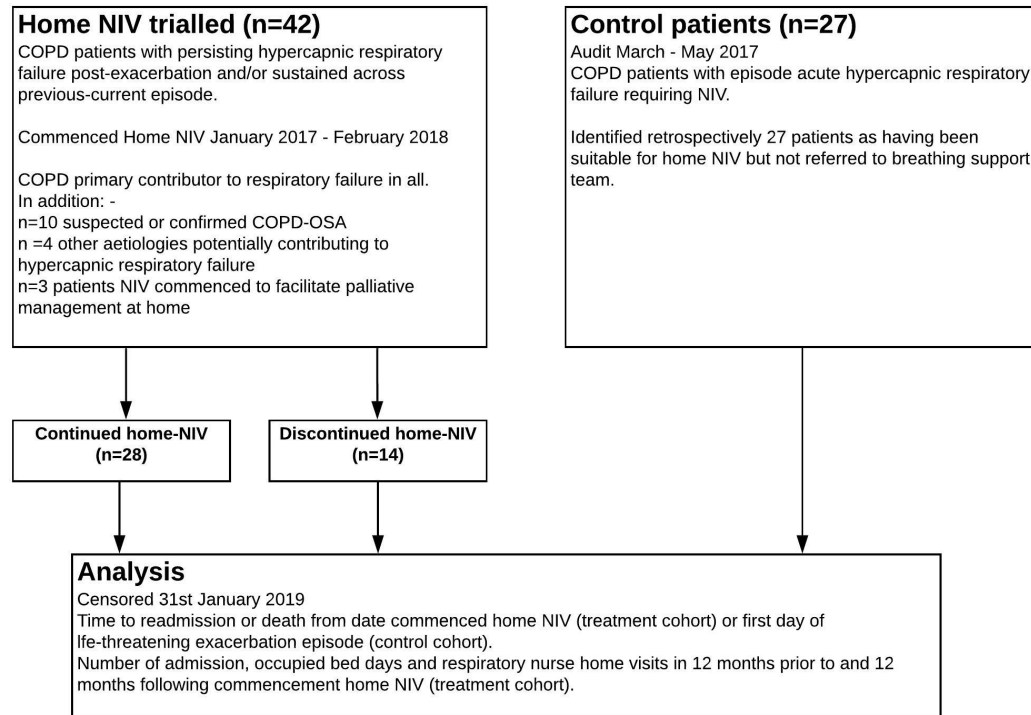 Home NIV trialled (n=42)
COPD patients with persisting hypercapnic respiratory
failure post-exacerbation and/or sustained across
previous-current episode.
Commenced Home NIV January 2017 - February 2018
COPD primary contributor to respiratory failure in all.
In addition: -
n=10 suspected or confirmed COPD-OSA
n =4 other aetiologies potentially contributing to
hypercapnic respiratory failure
n=3 patients NIV commenced to facilitate palliative
management at home
Control patients (n=27)
Audit March - May 2017
COPD patients with episode acute hypercapnic respiratory
failure requiring NIV.
Identified retrospectively 27 patients as having been
suitable for home NIV but not referred to breathing support
team.
Continued home-NIV
(n=28)
Discontinued home-NIV
(n=14)
Analysis
Censored 31st January 2019
Time to readmission or death from date commenced home NIV (treatment cohort) or first day of
lfe-threatening exacerbation episode (control cohort).
Number of admission, occupied bed days and respiratory nurse home visits in 12 months prior to and 12
months following commencement home NIV (treatment cohort).